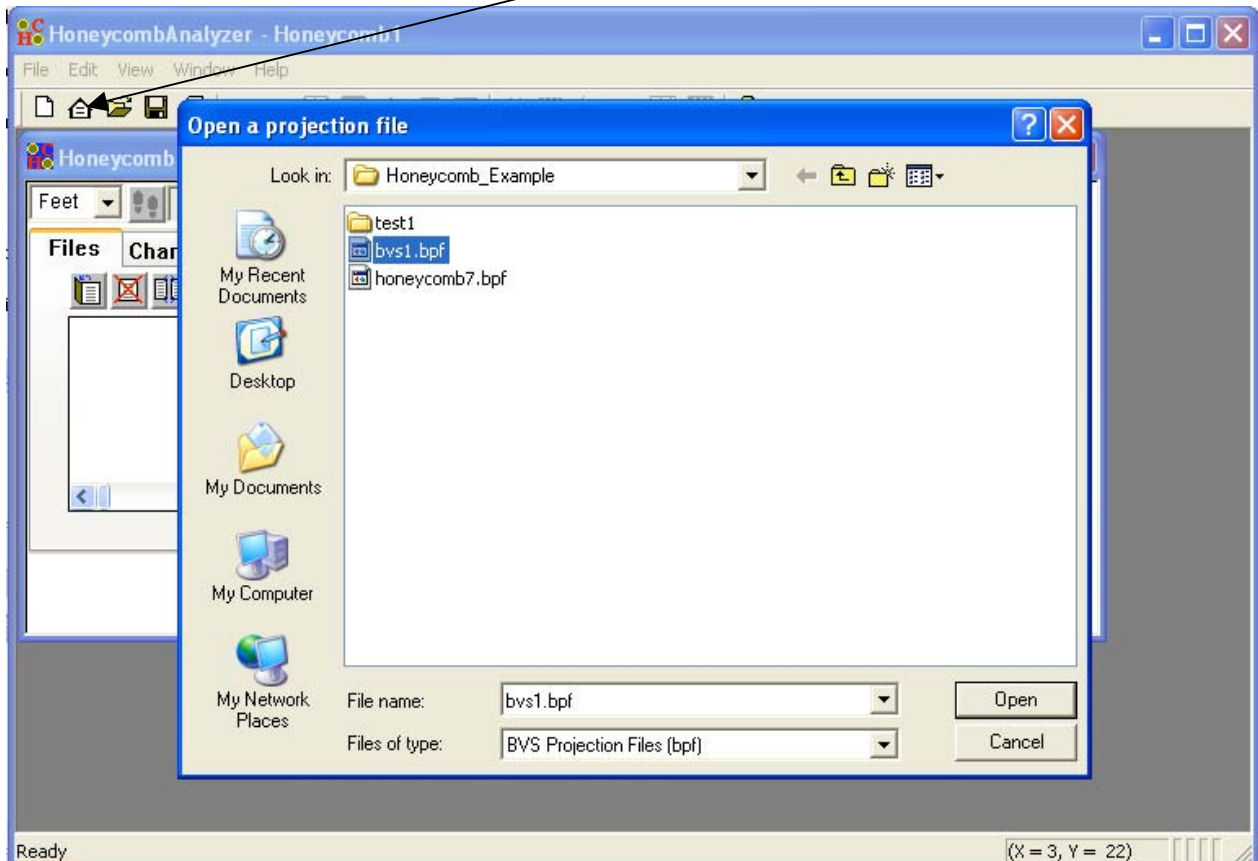 HoneycombAnalyzer - Honeycomb1
File Edit View Window Help
Open a projection file
Honeycomb
Look in: Honeycomb_Example
Feet
Files Char
test1
bvs1.bpf
honeycomb7.bpf
My Recent
Documents
Desktop
My Documents
My Computer
My Network
Places
File name: bvs1.bpf Open
Files of type: BVS Projection Files (bpf) Cancel
Ready (X = 3, Y = 22)